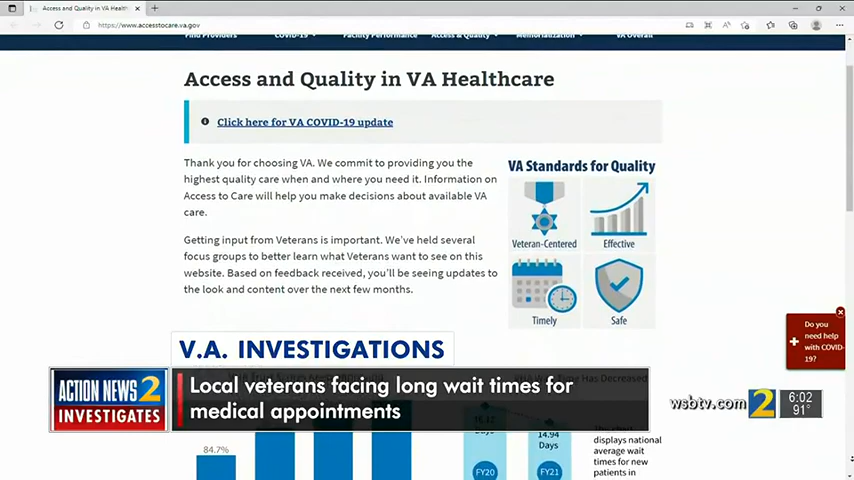 Access and Quality in VA Health
https://www.accesstocare.va.gov
Find Providers
COVID-19
Facility Performance
Access & Quality
Memorialization
VA Overall
Access and Quality in VA Healthcare
Click here for VA COVID-19 update
Thank you for choosing VA. We commit to providing you the
highest quality care when and where you need it. Information on
Access to Care will help you make decisions about available VA
care.
Getting input from Veterans is important. We've held several
focus groups to better learn what Veterans want to see on this
website. Based on feedback received, you'll be seeing updates to
the look and content over the next few months.
VA Standards for Quality
Veteran-Centered
Effective
Timely
Safe
Do you
need help
with COVID-
19?
V.A. INVESTIGATIONS
ACTION NEWS 2
INVESTIGATES
Local veterans facing long wait times for
medical appointments
Has Decreased
wsbtv.com 2
6:02
91°
84.7%
Days
14.94
Days
FY20
FY21
displays national
average wait
times for new
patients in